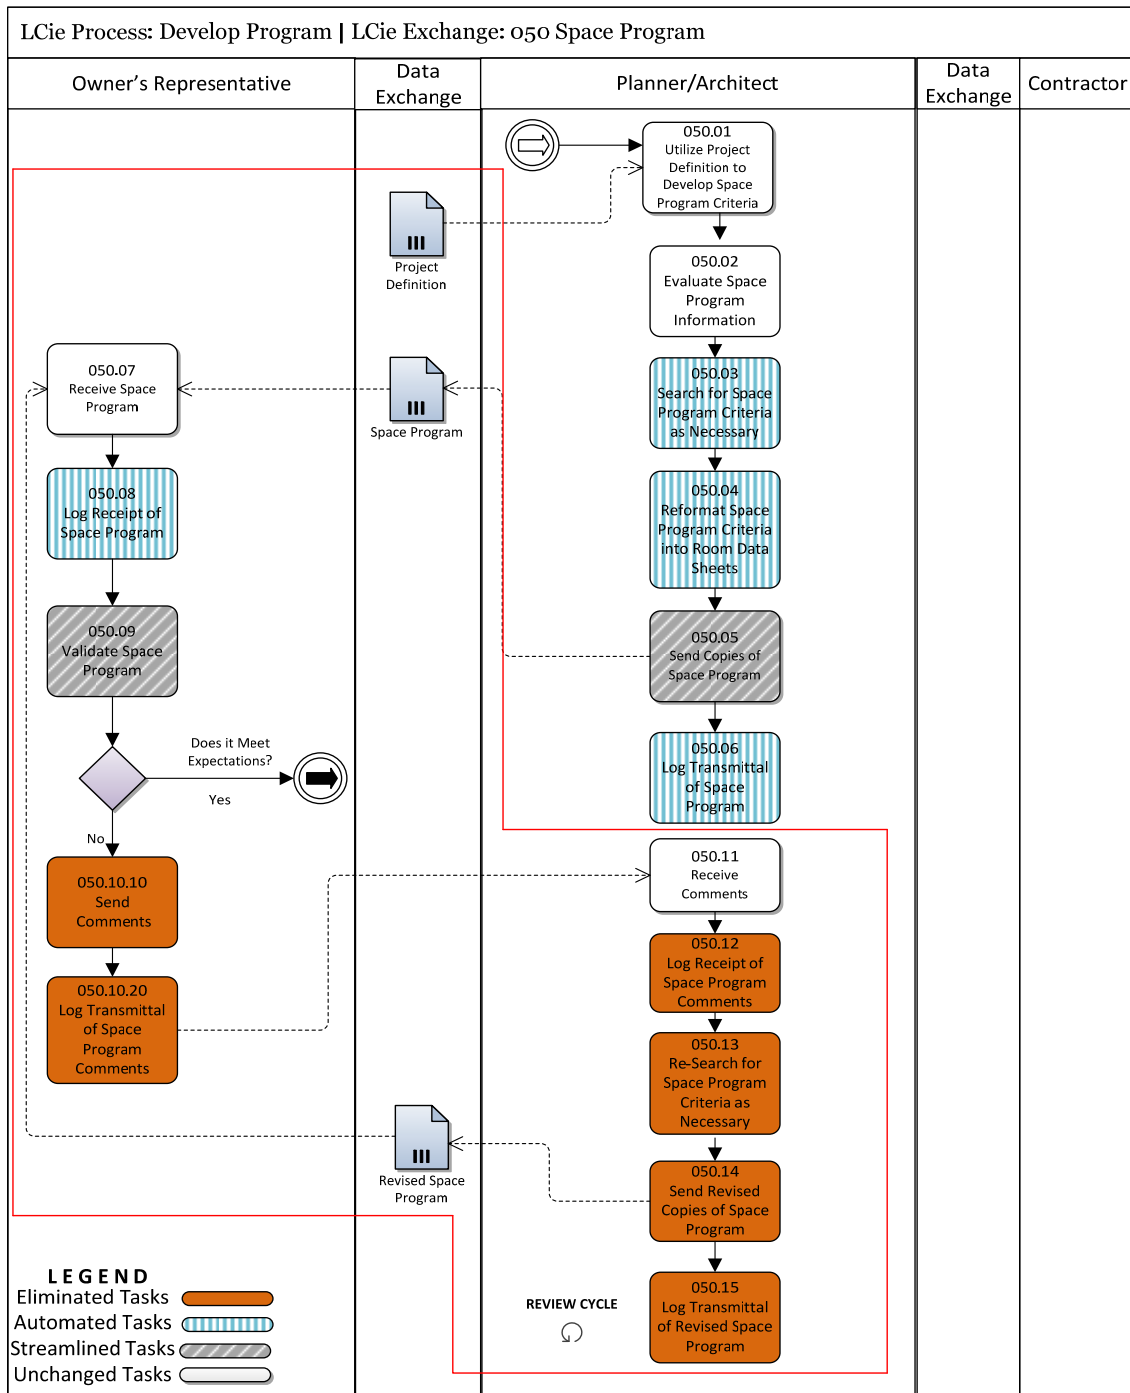 LCie Process: Develop Program | LCie Exchange: 050 Space Program
Owner's Representative
Data
Exchange
Planner/Architect
Data
Exchange
Contractor
050.01
Utilize Project
Definition to
Develop Space
Program Criteria
Project
Definition
050.02
Evaluate Space
Program
Information
050.07
Receive Space
Program
Space Program
050.03
Search for Space
Program Criteria
as Necessary
050.08
Log Receipt of
Space Program
050.04
Reformat Space
Program Criteria
into Room Data
Sheets
050.09
Validate Space
Program
050.05
Send Copies of
Space Program
Does it Meet
Expectations?
Yes
No
050.06
Log Transmittal
of Space
Program
050.10.10
Send
Comments
050.11
Receive
Comments
050.10.20
Log Transmittal
of Space
Program
Comments
050.12
Log Receipt of
Space Program
Comments
050.13
Re-Search for
Space Program
Criteria as
Necessary
Revised Space
Program
050.14
Send Revised
Copies of Space
Program
050.15
Log Transmittal
of Revised Space
Program
REVIEW CYCLE
LEGEND
Eliminated Tasks
Automated Tasks
Streamlined Tasks
Unchanged Tasks